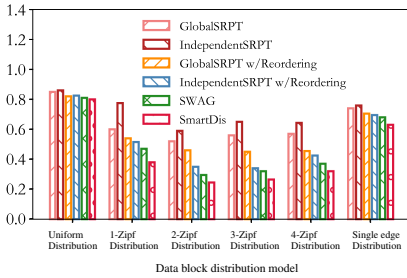 1.4
1.2
1.0
0.8
0.6
0.4
0.2
0.0
GlobalSRPT
IndependentSRPT
GlobalSRPT w/Reordering
IndependentSRPT w/Reordering
SWAG
SmartDis
Uniform
Distribution
1-Zipf
Distribution
2-Zipf
Distribution
3-Zipf
Distribution
4-Zipf
Distribution
Single edge
Distribution
Data block distribution model